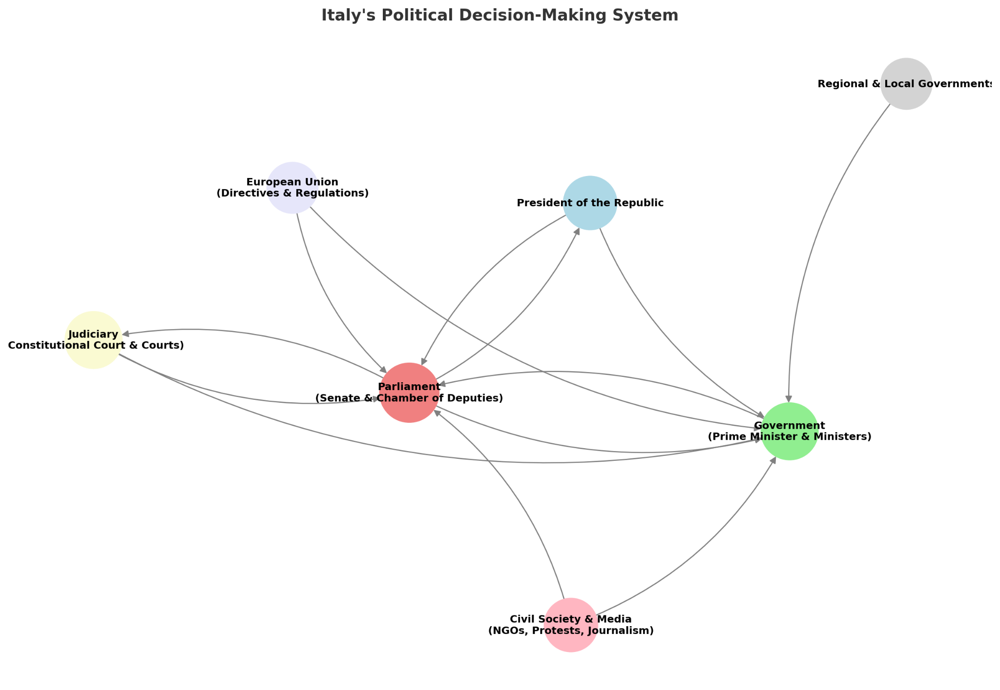 Italy's Political Decision-Making System
Regional & Local Governments
European Union
(Directives & Regulations)
President of the Republic
Judiciary
Constitutional Court & Courts)
Parliament
(Senate & Chamber of Deputies)
Government
(Prime Minister & Ministers)
Civil Society & Media
(NGOs, Protests, Journalism)